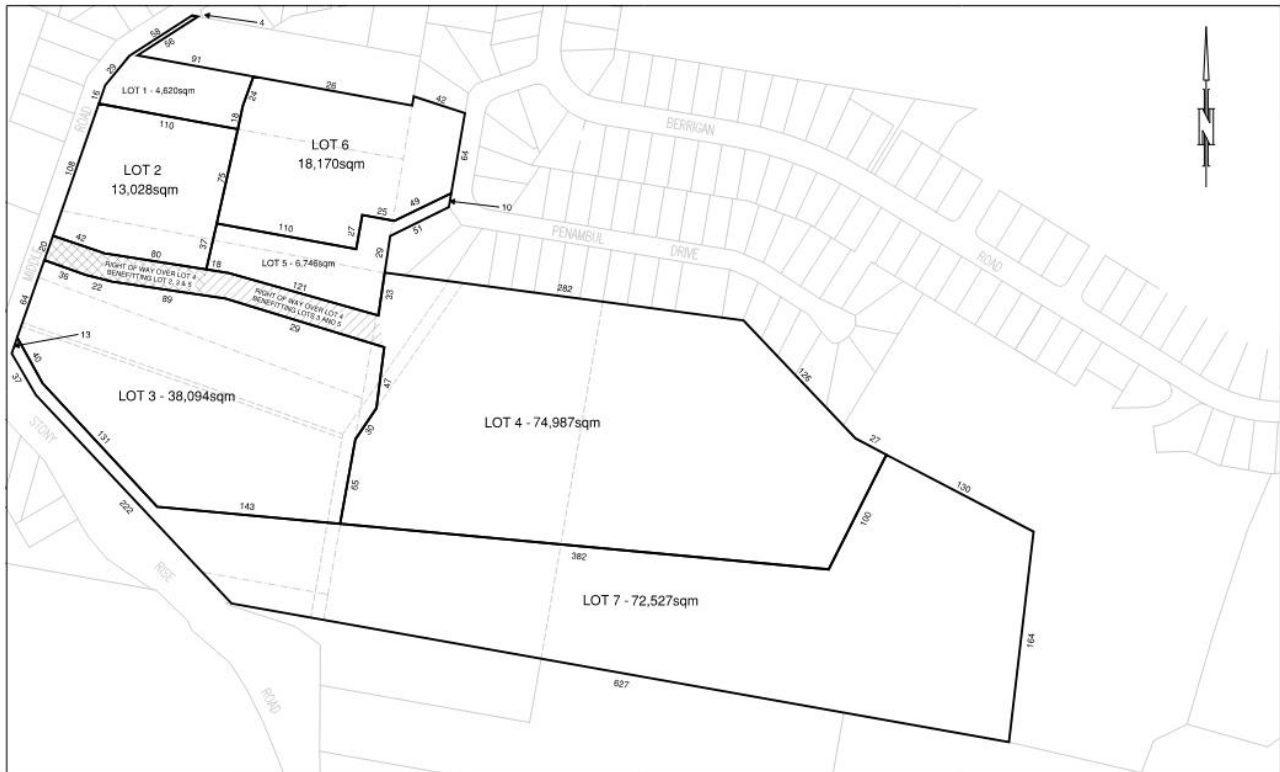 4
58
56
29
91
26
42
16
LOT 1 - 4,620sqm
24
18
110
ROAD
BERRIGAN
LOT 6
18,170sqm
64
108
LOT 2
13,028sqm
75
49
10
25
51
110
27
PENAMBUL
DRIVE
ROAD
MIDDLE
20
42
80
37
18
LOT 5 - 6,746sqm
29
RIGHT OF WAY OVER LOT 4
BENEFITTING LOT 2, 3 & 5
121
RIGHT OF WAY OVER LOT 4
BENEFITTING LOTS 3 AND 5
33
282
36
22
89
29
64
13
40
37
47
126
LOT 3 - 38,094sqm
LOT 4 - 74,987sqm
STONY
131
27
65
130
143
222
100
382
RISE
LOT 7 - 72,527sqm
164
627
ROAD
N